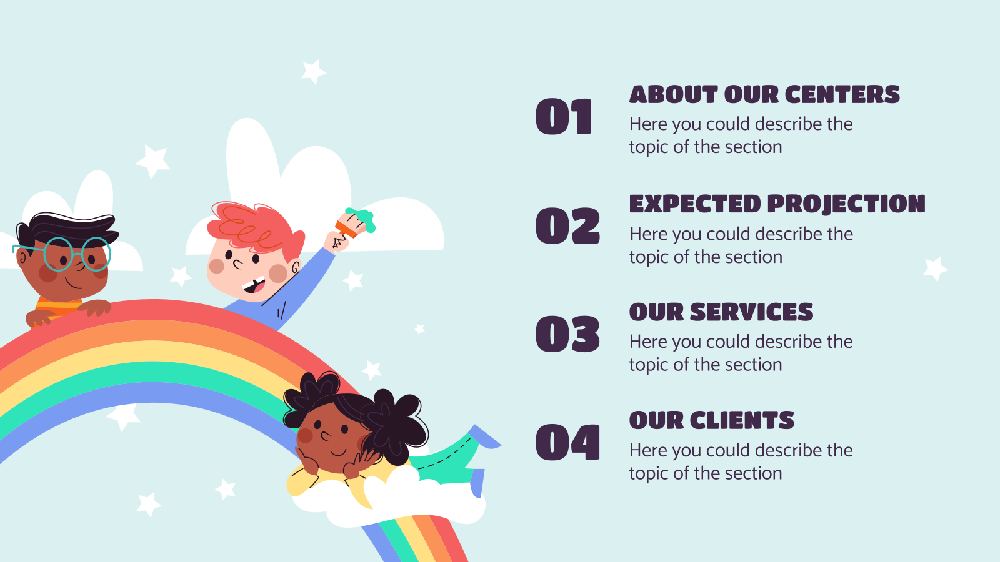 01
ABOUT OUR CENTERS
Here you could describe the
topic of the section
02
EXPECTED PROJECTION
Here you could describe the
topic of the section
03
OUR SERVICES
Here you could describe the
topic of the section
04
OUR CLIENTS
Here you could describe the
topic of the section